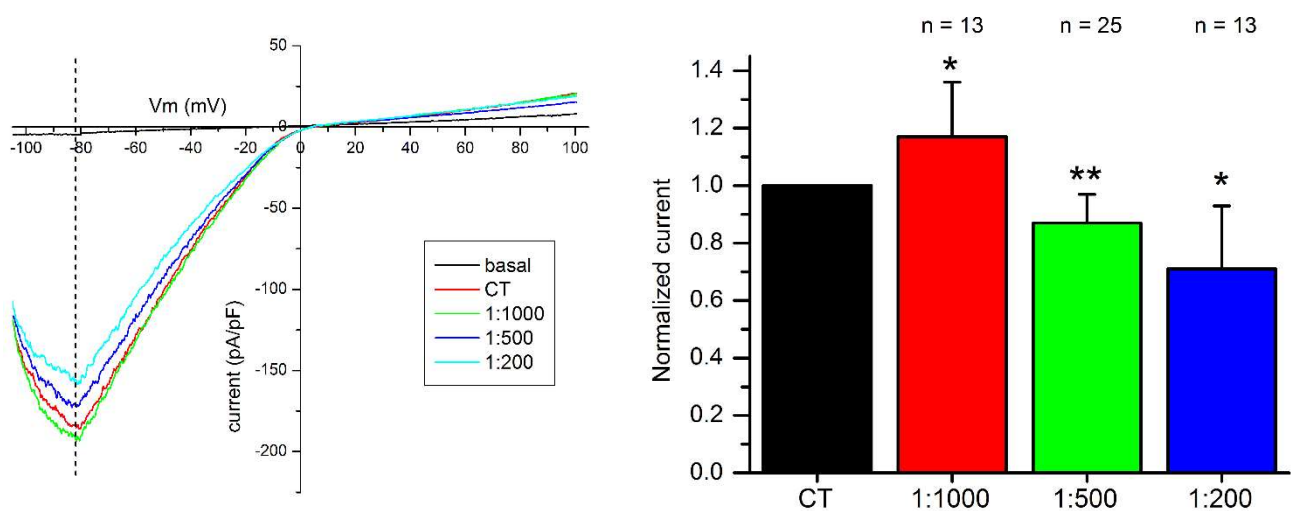 50
Vm (mV)
0
-100 -80 -60 -40 -20 0 20 40 60 80 100
-50
-100
-150
-200
current (pA/pF)
basal
CT
1:1000
1:500
1:200
n = 13 n = 25 n = 13
1.4
1.2
1.0
0.8
0.6
0.4
0.2
0.0
Normalized current
* ** *
CT 1:1000 1:500 1:200